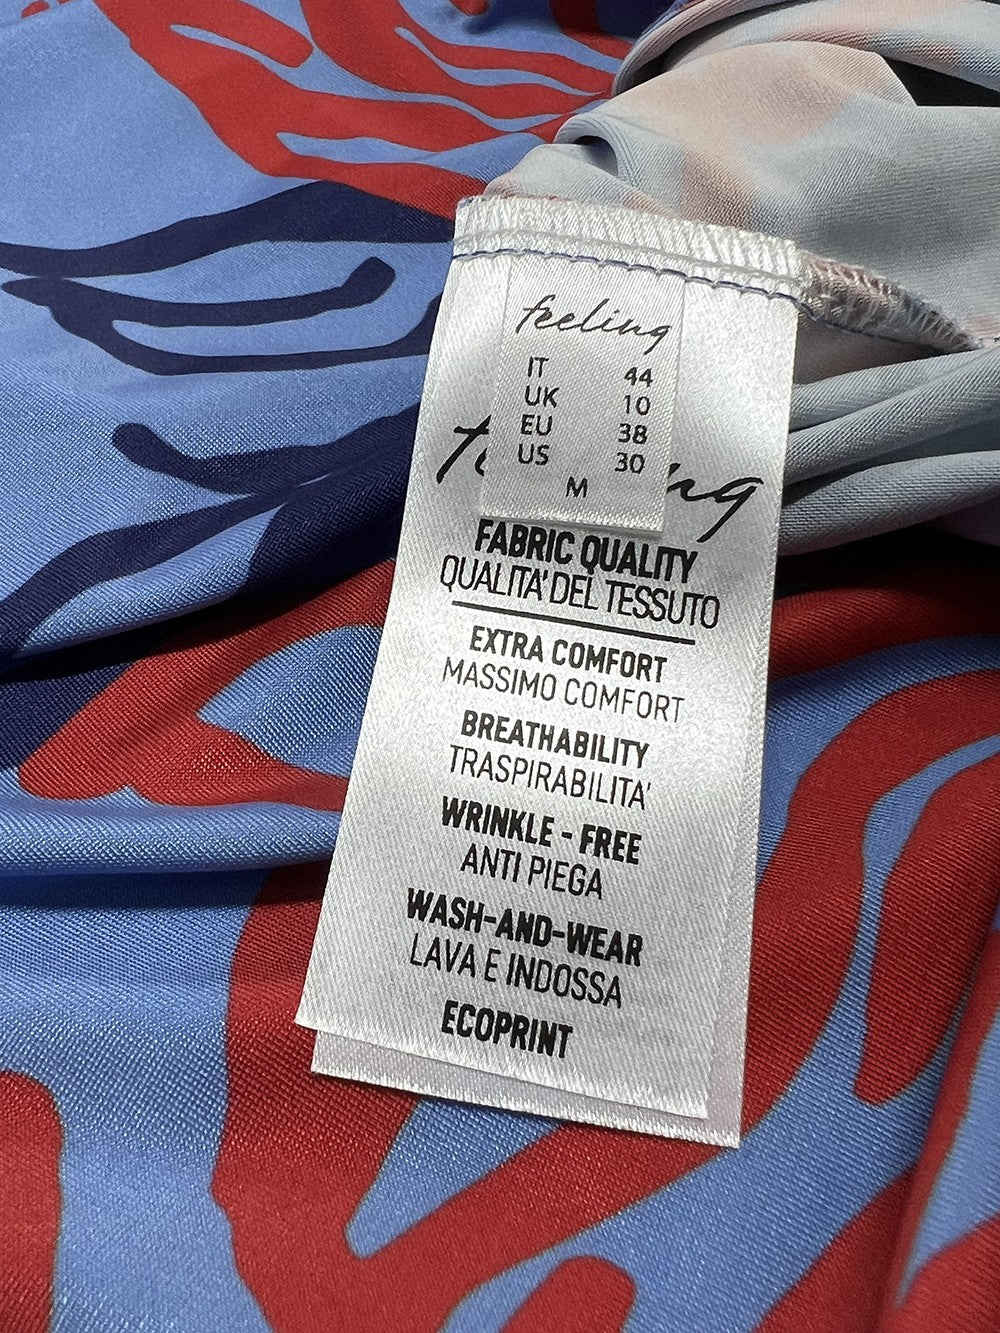 feeling
IT 44
UK 10
EU 38
US 30
M
FABRIC QUALITY
QUALITA' DEL TESSUTO
EXTRA COMFORT
MASSIMO COMFORT
BREATHABILITY
TRASPIRABILITA'
WRINKLE - FREE
ANTI PIEGA
WASH-AND-WEAR
LAVA E INDOSSA
ECOPRINT